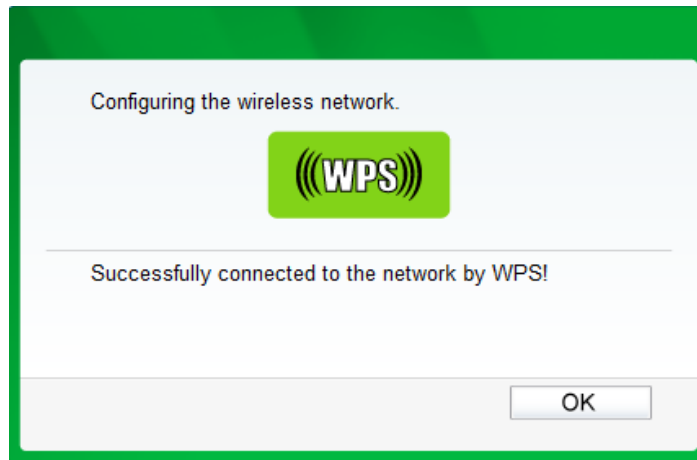 Configuring the wireless network.
(((WPS)))
Successfully connected to the network by WPS!
OK